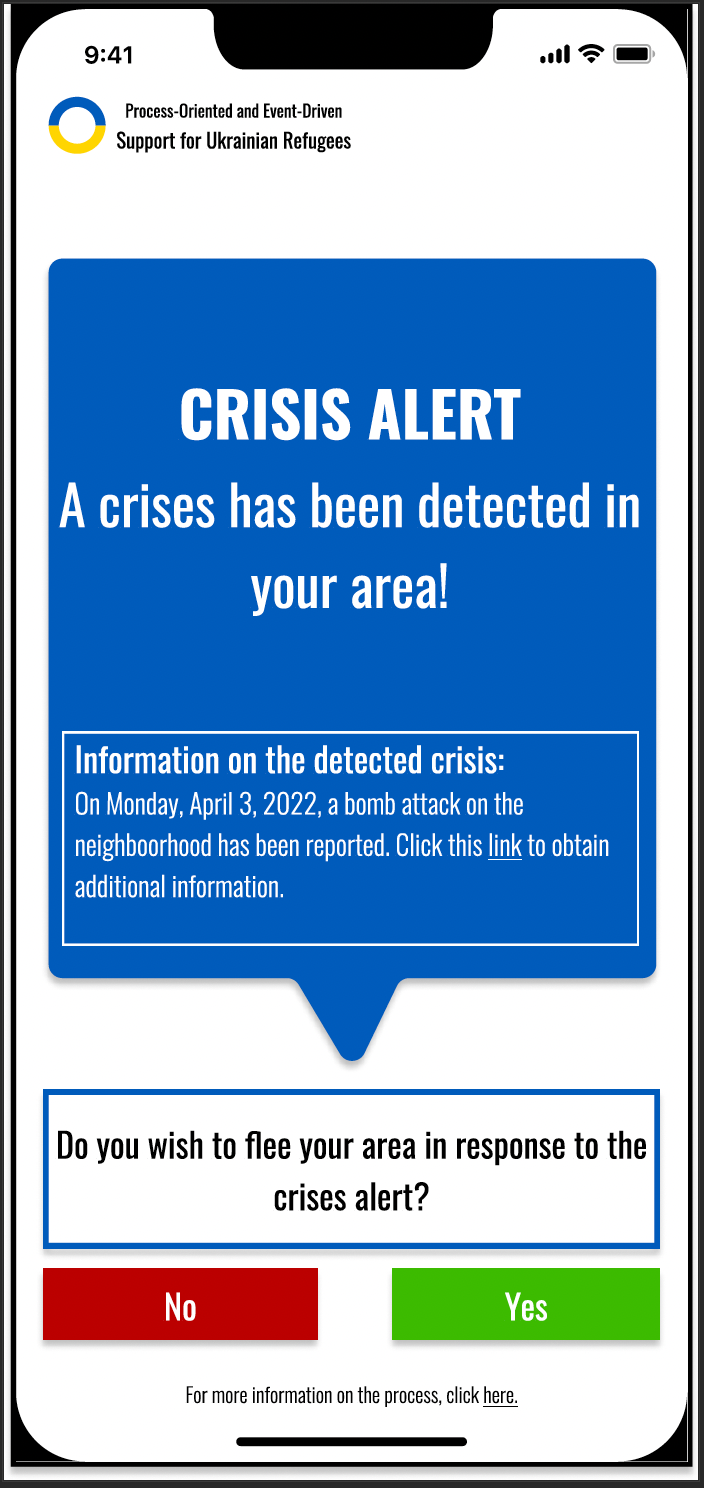 9:41
Process-Oriented and Event-Driven
Support for Ukrainian Refugees
CRISIS ALERT
A crises has been detected in
your area!
Information on the detected crisis:
On Monday, April 3, 2022, a bomb attack on the
neighboorhood has been reported. Click this link to obtain
additional information.
Do you wish to flee your area in response to the
crises alert?
No
Yes
For more information on the process, click here.